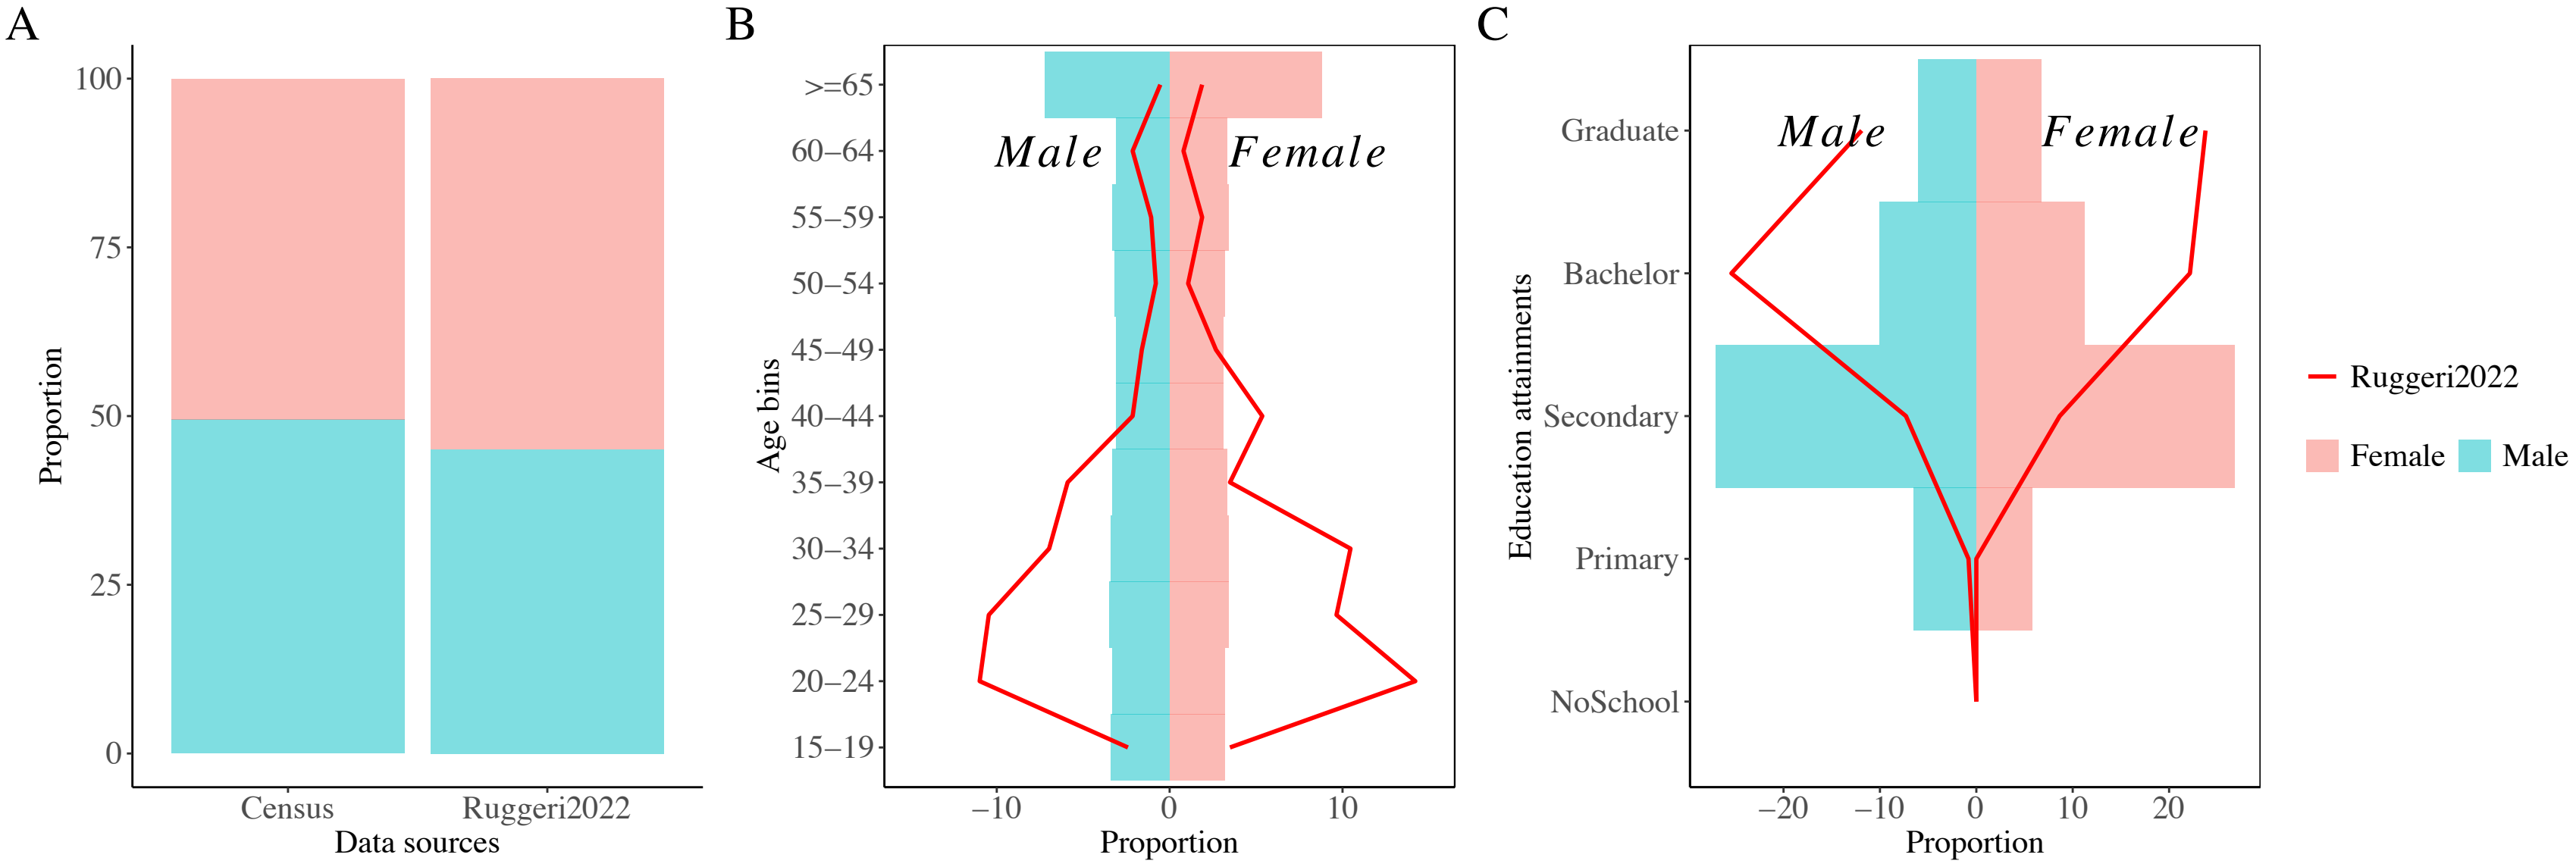 A
Proportion
100
75
50
25
0
Census
Ruggeri2022
Data sources
B
Age bins
>=65
60–64
55–59
50–54
45–49
40–44
35–39
30–34
25–29
20–24
15–19
Male
Female
−10
0
10
Proportion
C
Education attainments
Graduate
Bachelor
Secondary
Primary
NoSchool
Male
Female
−20
−10
0
10
20
Proportion
Ruggeri2022
Female
Male